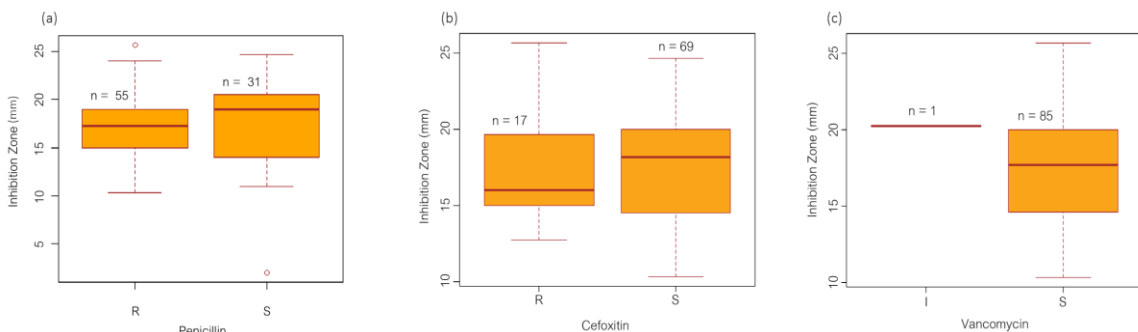 (a)
Inhibition Zone (mm)
25
20
15
10
5
n = 55
n = 31
R
S
Penicillin
(b)
Inhibition Zone (mm)
25
20
15
10
n = 17
n = 69
R
S
Cefoxitin
(c)
Inhibition Zone (mm)
25
20
15
10
n = 1
n = 85
I
S
Vancomycin